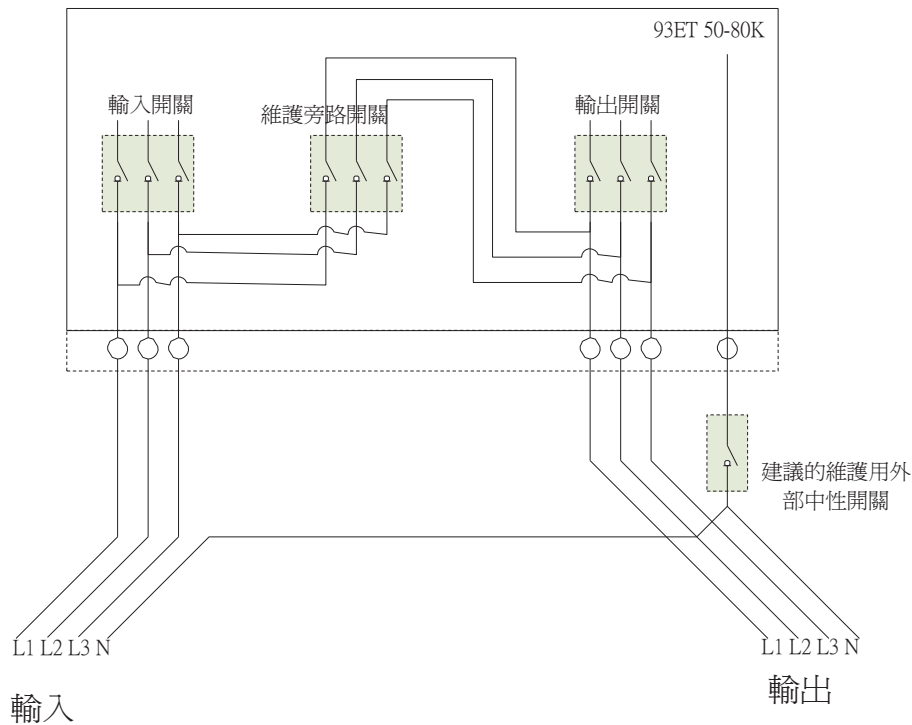 93ET 50-80K
輸入開關
維護旁路開關
輸出開關
建議的維護用外
部中性開關
L1 L2 L3 N
L1 L2 L3 N
輸入
輸出